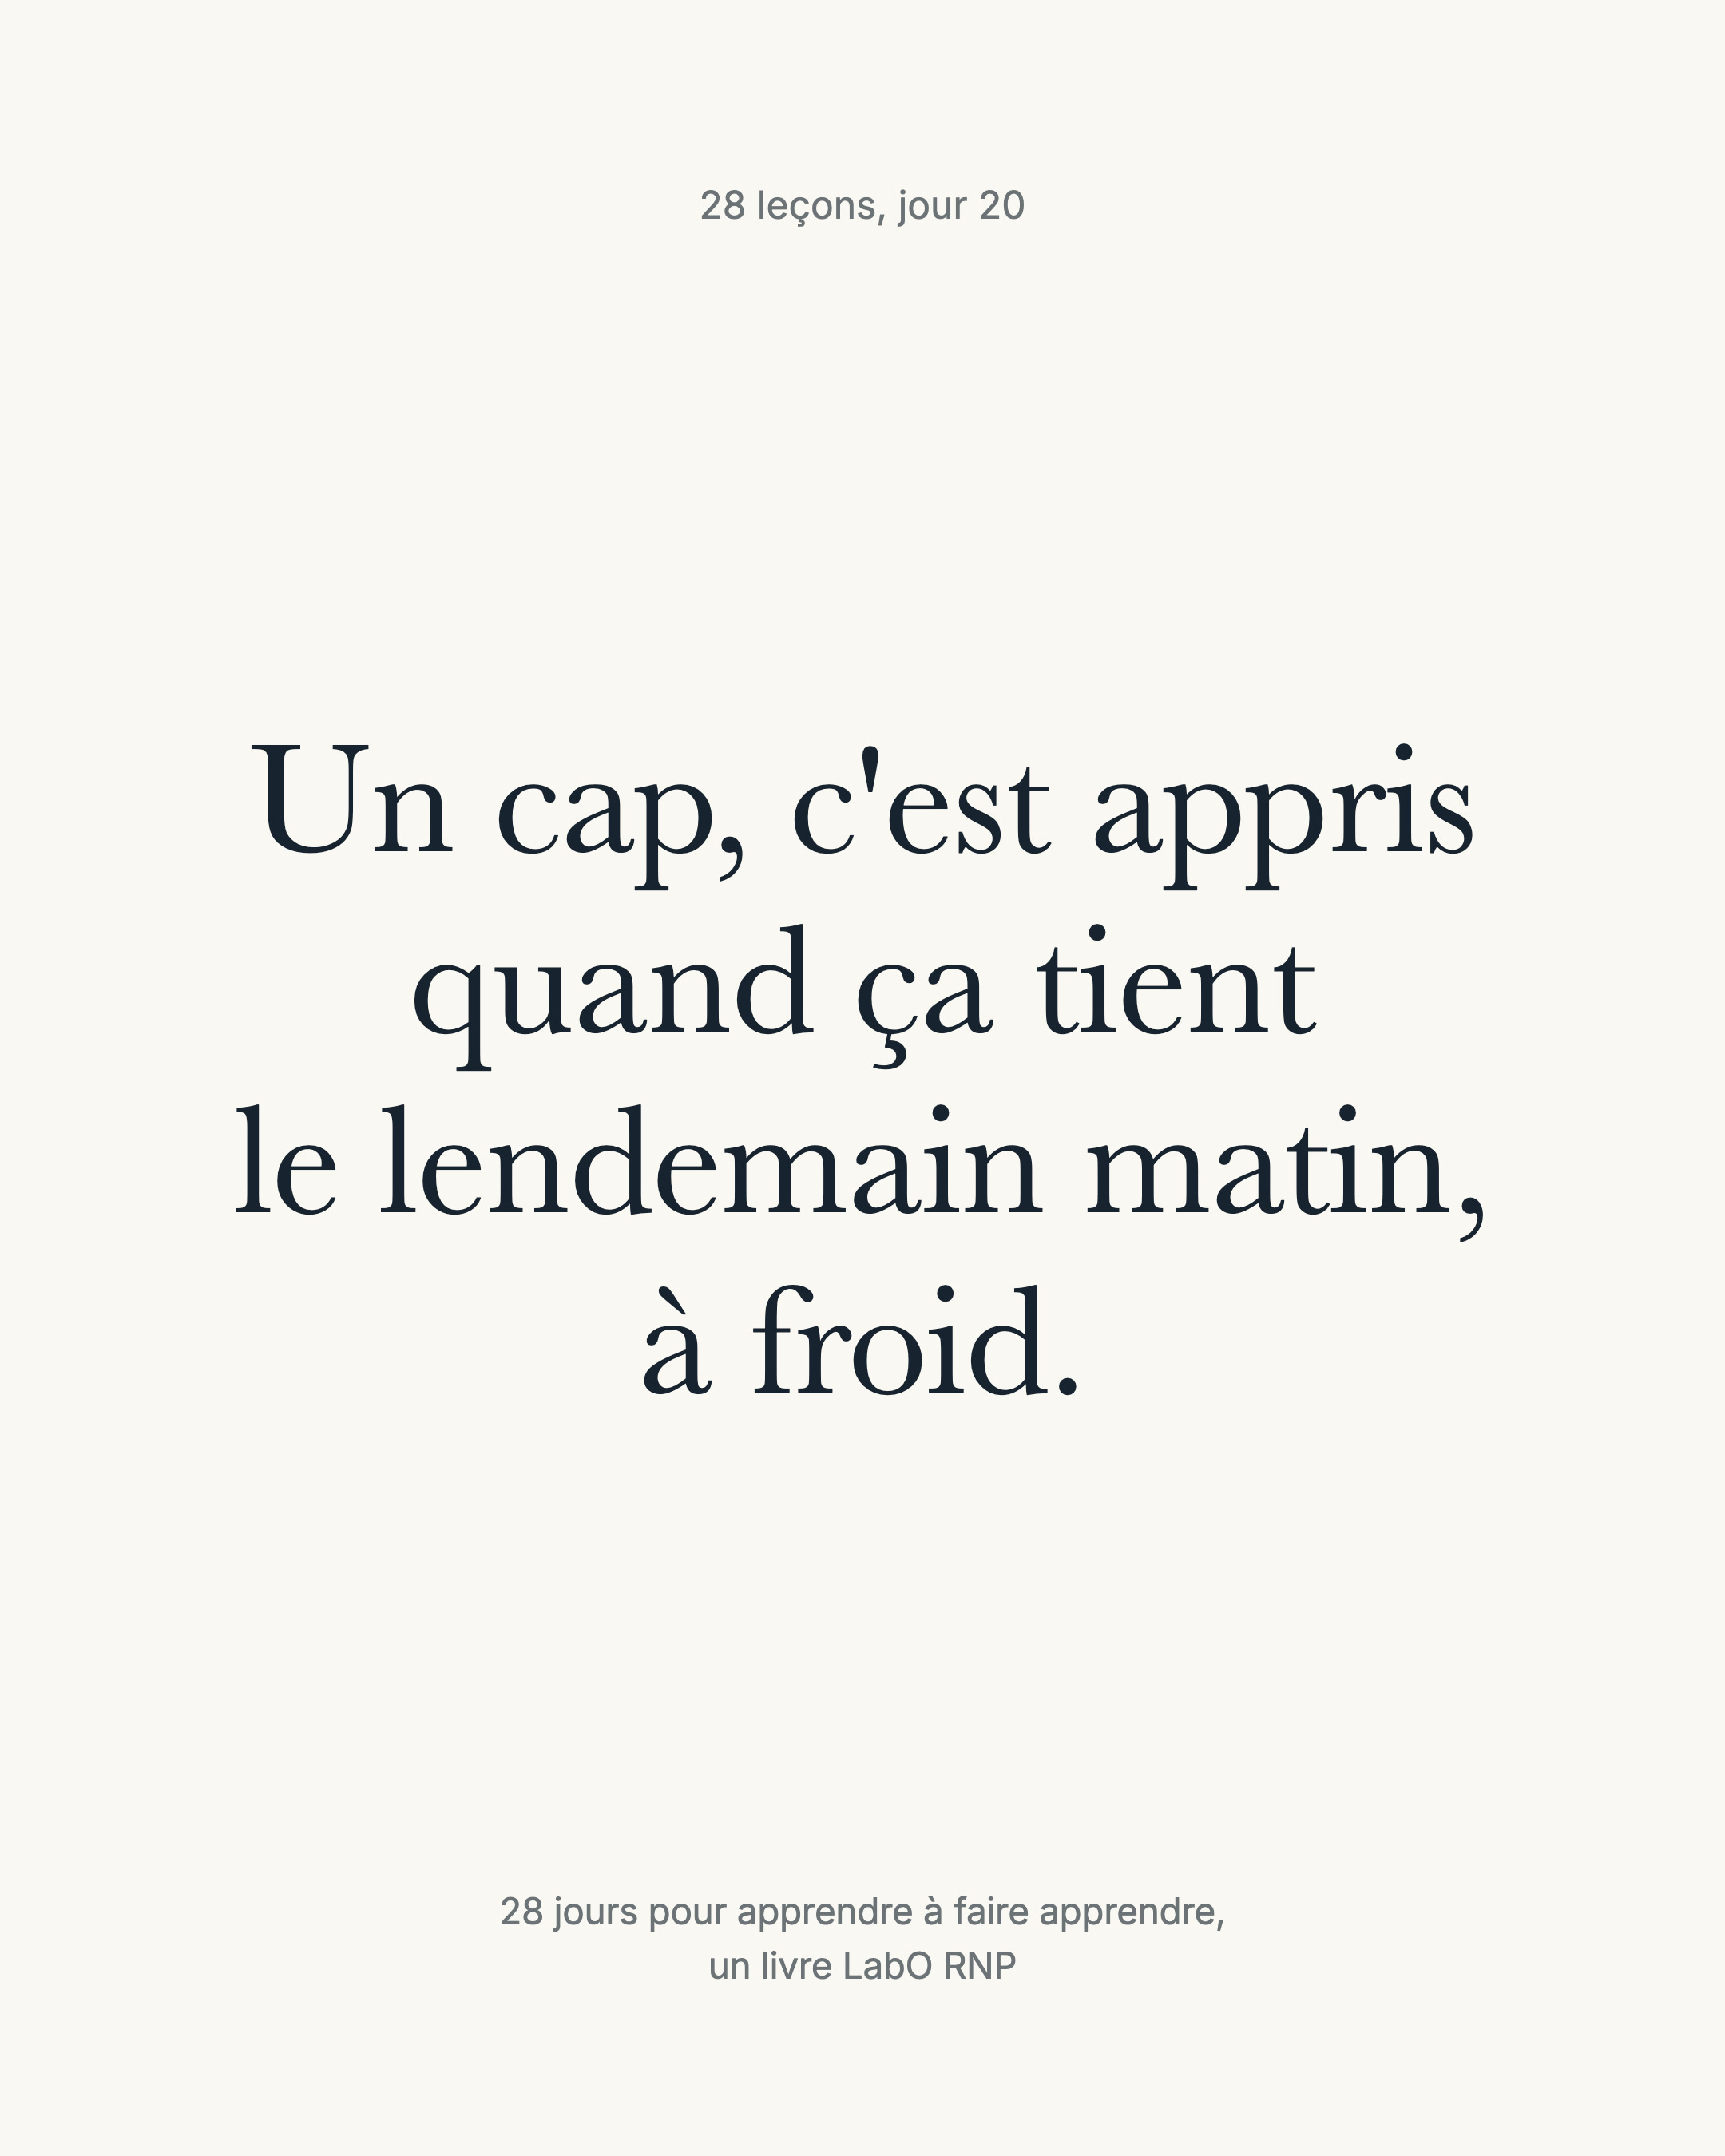 28 leçons, jour 20
Un cap, c'est appris
quand ça tient
le lendemain matin,
à froid.
28 jours pour apprendre à faire apprendre,
un livre LabO RNP